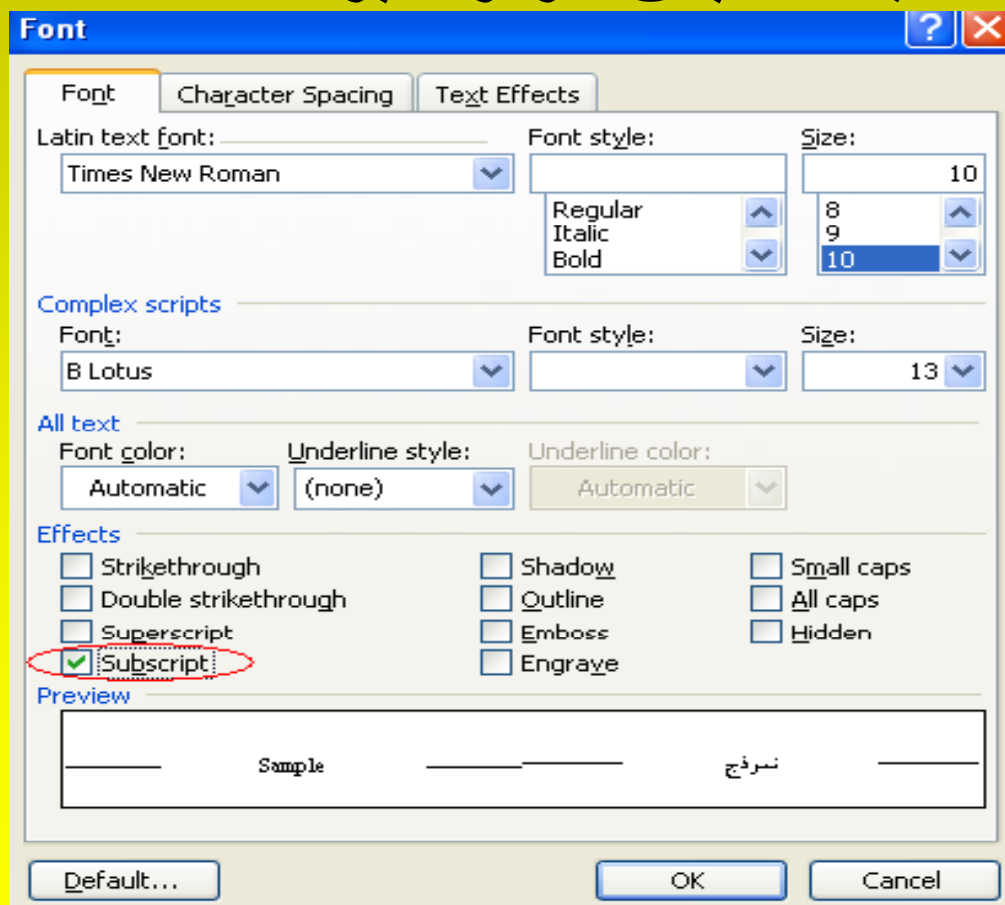 Font
Font Character Spacing Text Effects
Latin text font: Font style: Size:
Times New Roman 10
Regular 8
Italic 9
Bold 10
Complex scripts
Font: Font style: Size:
B Lotus 13
All text
Font color: Underline style: Underline color:
Automatic (none) Automatic
Effects
Strikethrough Shadow Small caps
Double strikethrough Outline All caps
Superscript Emboss Hidden
Subscript Engrave
Preview
Sample نمرفج
Default... OK Cancel